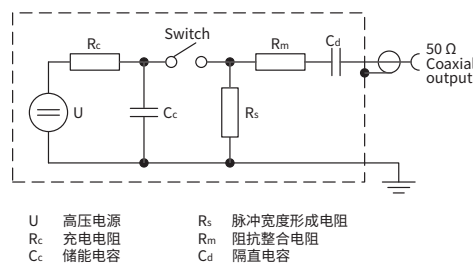 Switch
Rc
Rm
Cd
50 Ω
Coaxial
output
U
Cc
Rs
U 高压电源
Rc 充电电阻
Cc 储能电容
Rs 脉冲宽度形成电阻
Rm 阻抗整合电阻
Cd 隔直电容